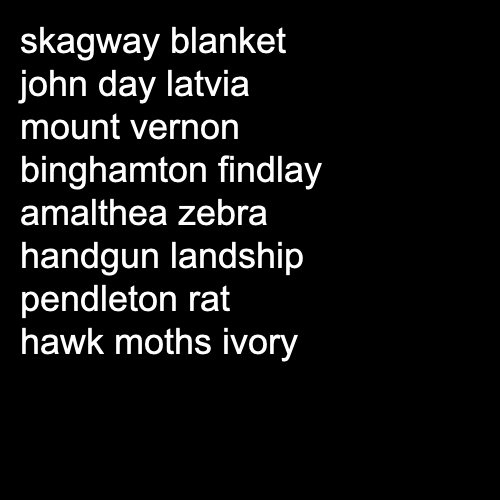 skagway blanket
john day latvia
mount vernon
binghamton findlay
amalthea zebra
handgun landship
pendleton rat
hawk moths ivory